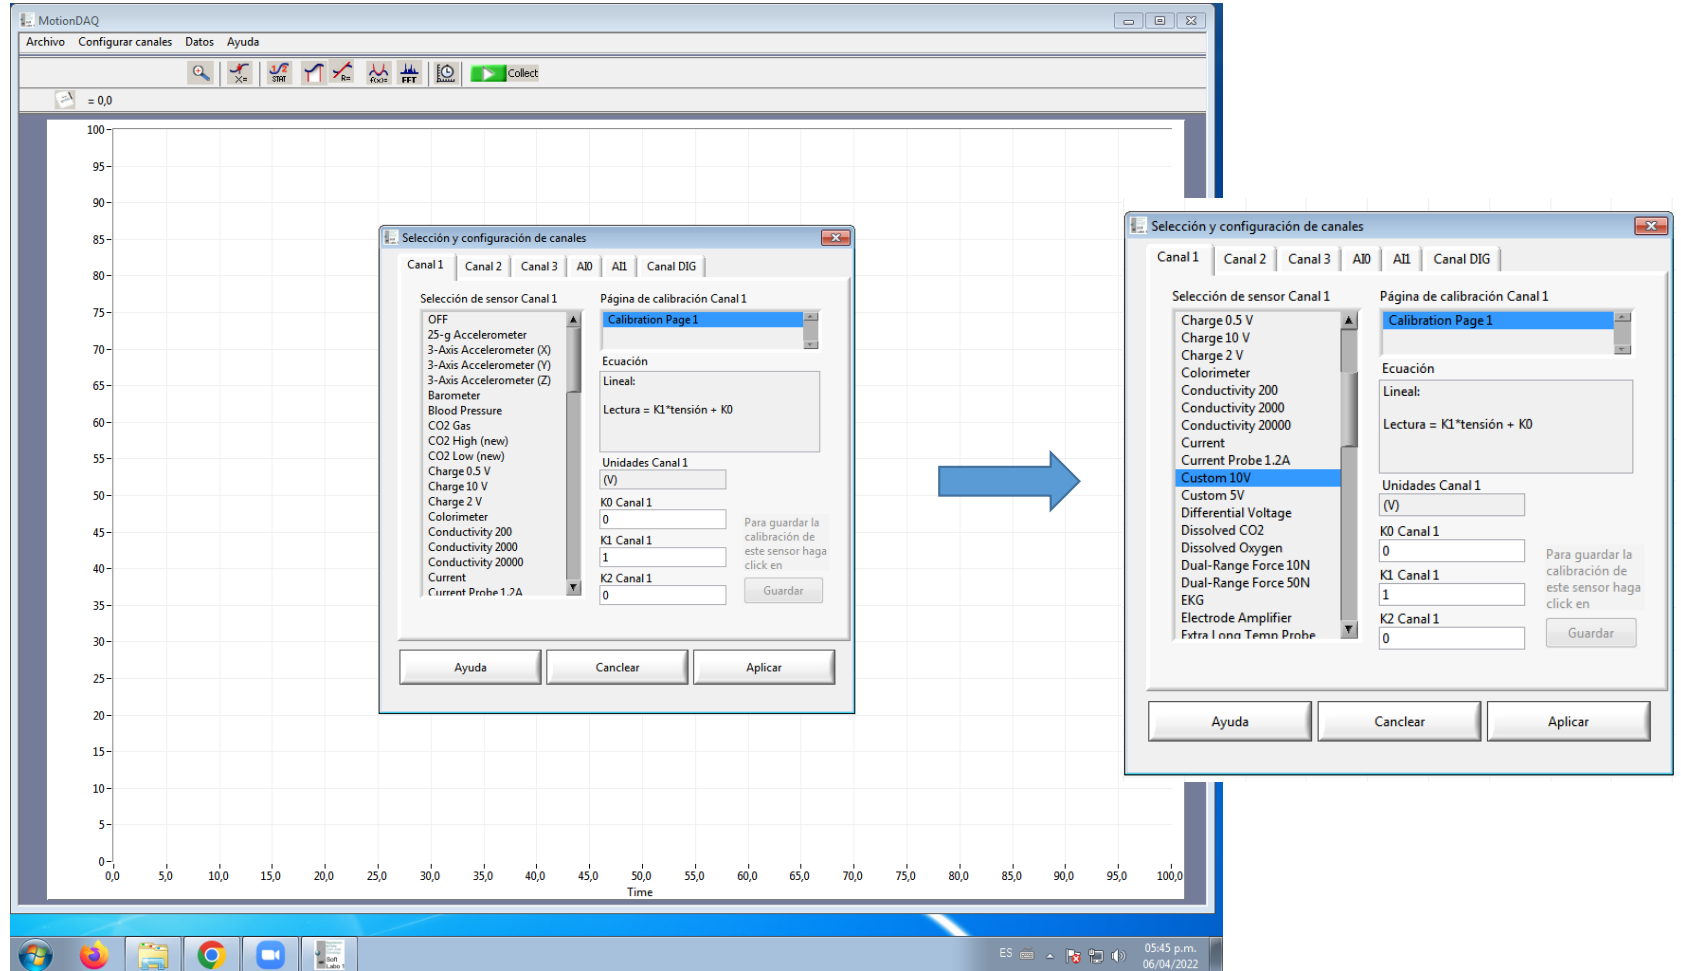 MotionDAQ
Archivo Configurar canales Datos Ayuda
X= STAT R= f(x)= FFT Collect
= 0,0
100
95
90
85
80
75
70
65
60
55
50
45
40
35
30
25
20
15
10
5
0
0,0 5,0 10,0 15,0 20,0 25,0 30,0 35,0 40,0 45,0 50,0 55,0 60,0 65,0 70,0 75,0 80,0 85,0 90,0 95,0 100,0
Time
Selección y configuración de canales
Canal 1 Canal 2 Canal 3 AI0 AI1 Canal DIG
Selección de sensor Canal 1
OFF
25-g Accelerometer
3-Axis Accelerometer (X)
3-Axis Accelerometer (Y)
3-Axis Accelerometer (Z)
Barometer
Blood Pressure
CO2 Gas
CO2 High (new)
CO2 Low (new)
Charge 0.5 V
Charge 10 V
Charge 2 V
Colorimeter
Conductivity 200
Conductivity 2000
Conductivity 20000
Current
Current Probe 1.2A
Página de calibración Canal 1
Calibration Page 1
Ecuación
Lineal:
Lectura = K1*tensión + K0
Unidades Canal 1
(V)
K0 Canal 1
0
K1 Canal 1
1
K2 Canal 1
0
Para guardar la
calibración de
este sensor haga
click en
Guardar
Ayuda Canclear Aplicar
Selección y configuración de canales
Canal 1 Canal 2 Canal 3 AI0 AI1 Canal DIG
Selección de sensor Canal 1
Charge 0.5 V
Charge 10 V
Charge 2 V
Colorimeter
Conductivity 200
Conductivity 2000
Conductivity 20000
Current
Current Probe 1.2A
Custom 10V
Custom 5V
Differential Voltage
Dissolved CO2
Dissolved Oxygen
Dual-Range Force 10N
Dual-Range Force 50N
EKG
Electrode Amplifier
Extra Long Temp Probe
Página de calibración Canal 1
Calibration Page 1
Ecuación
Lineal:
Lectura = K1*tensión + K0
Unidades Canal 1
(V)
K0 Canal 1
0
K1 Canal 1
1
K2 Canal 1
0
Para guardar la
calibración de
este sensor haga
click en
Guardar
Ayuda Canclear Aplicar
Soft
Labo 1
ES
05:45 p.m.
06/04/2022